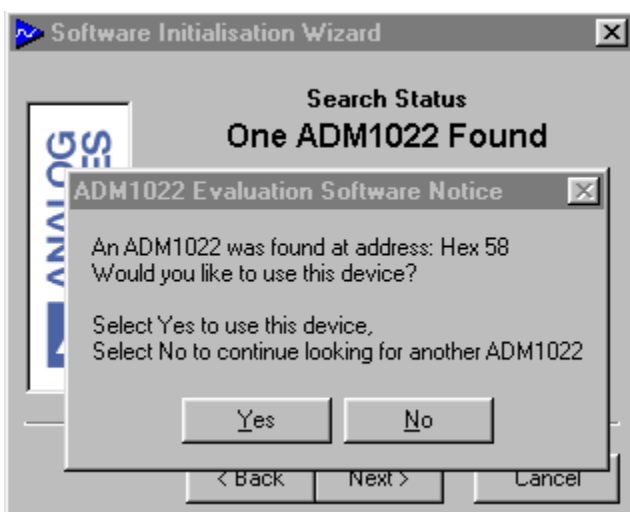 Software Initialisation Wizard
Search Status
One ADM1022 Found
ANALOG
ADM1022 Evaluation Software Notice
An ADM1022 was found at address: Hex 58
Would you like to use this device?
Select Yes to use this device,
Select No to continue looking for another ADM1022
Yes
No
< Back
Next >
Cancel